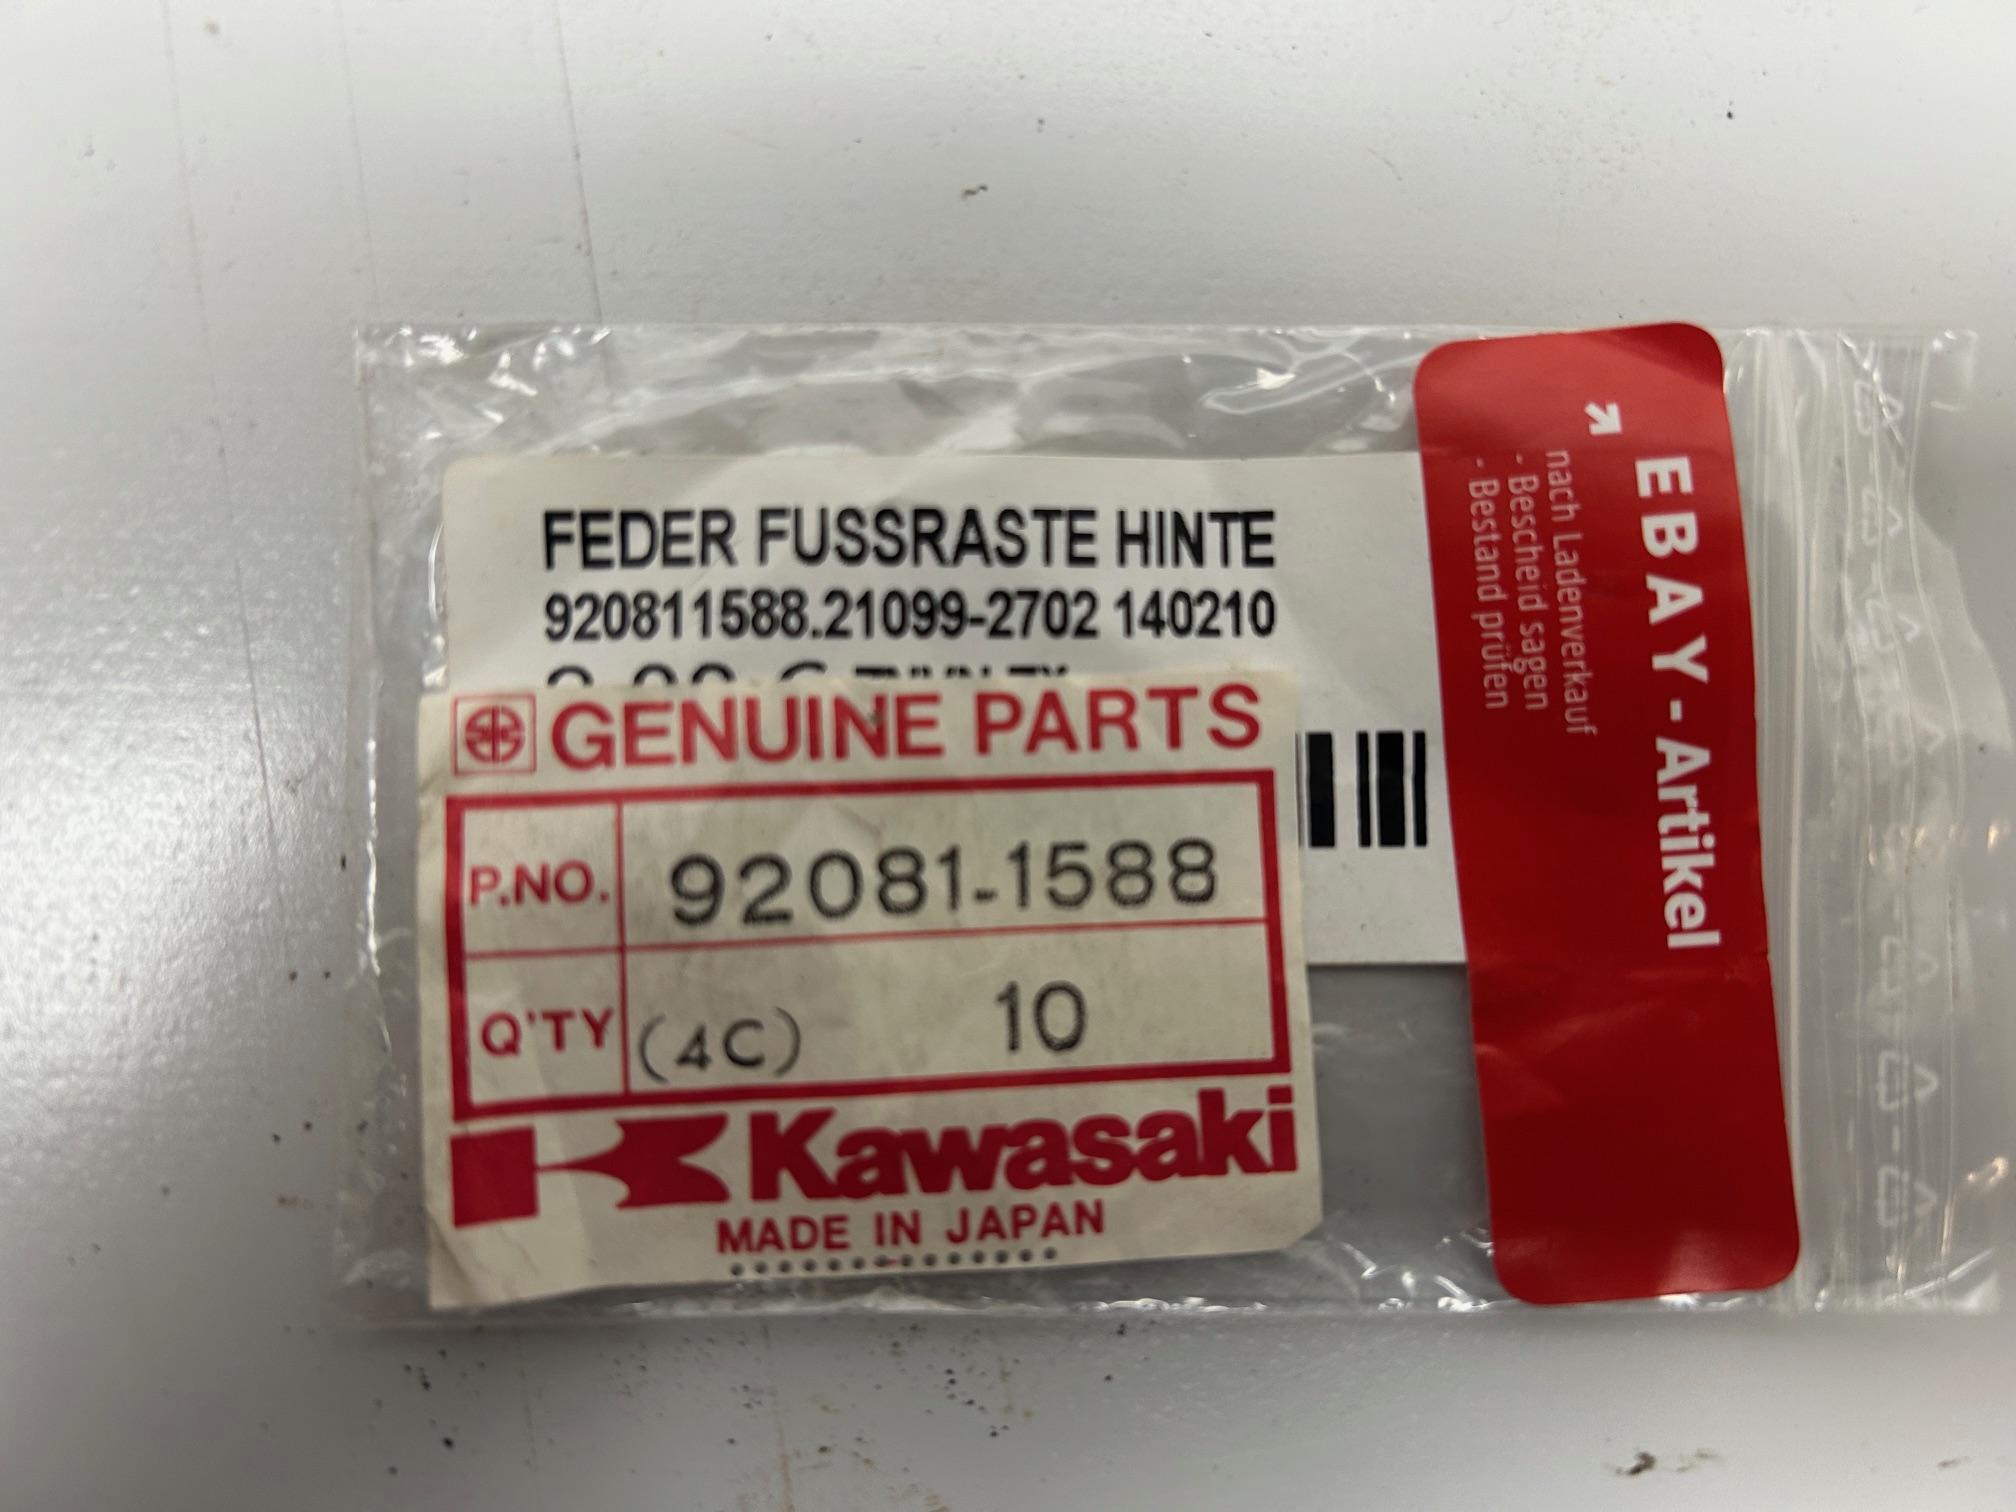 FEDER FUSSRASTE HINTE
920811588.21099-2702 140210
GENUINE PARTS
P.NO. 92081-1588
Q'TY (4C) 10
Kawasaki
MADE IN JAPAN
EBAY-Artikel
nach Ladenverkauf
- Bescheid sagen
- Bestand prüfen